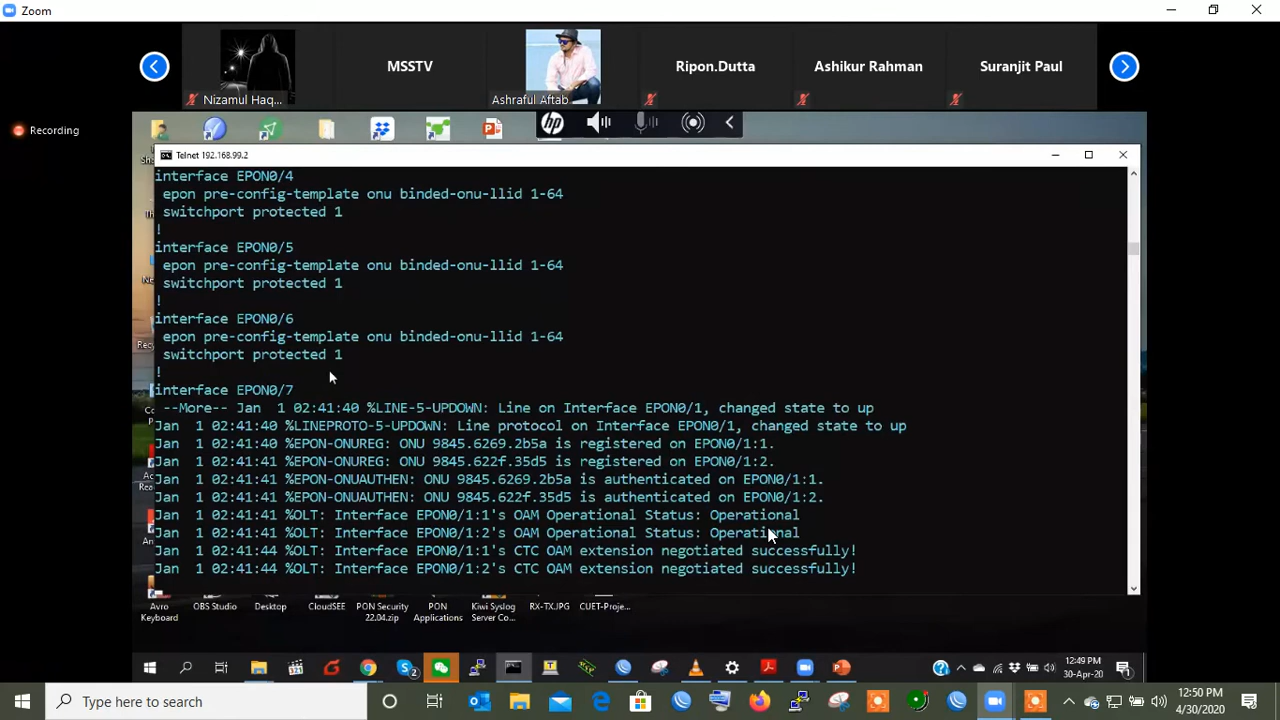 Zoom
Nizamul Haq...
MSSTV
Ashraful Aftab
Ripon.Dutta
Ashikur Rahman
Suranjit Paul
Recording
hp
Telnet 192.168.99.2
interface EPON0/4
epon pre-config-template onu binded-onu-llid 1-64
switchport protected 1
!
interface EPON0/5
epon pre-config-template onu binded-onu-llid 1-64
switchport protected 1
!
interface EPON0/6
epon pre-config-template onu binded-onu-llid 1-64
switchport protected 1
!
interface EPON0/7
--More-- Jan 1 02:41:40 %LINE-5-UPDOWN: Line on Interface EPON0/1, changed state to up
Jan 1 02:41:40 %LINEPROTO-5-UPDOWN: Line protocol on Interface EPON0/1, changed state to up
Jan 1 02:41:41 %EPON-ONUREG: ONU 9845.6269.2b5a is registered on EPON0/1:1.
Jan 1 02:41:41 %EPON-ONUREG: ONU 9845.622f.35d5 is registered on EPON0/1:2.
Jan 1 02:41:41 %EPON-ONUAUTHEN: ONU 9845.6269.2b5a is authenticated on EPON0/1:1.
Jan 1 02:41:41 %EPON-ONUAUTHEN: ONU 9845.622f.35d5 is authenticated on EPON0/1:2.
Jan 1 02:41:41 %OLT: Interface EPON0/1:1's OAM Operational Status: Operational
Jan 1 02:41:41 %OLT: Interface EPON0/1:2's OAM Operational Status: Operational
Jan 1 02:41:44 %OLT: Interface EPON0/1:1's CTC OAM extension negotiated successfully!
Jan 1 02:41:44 %OLT: Interface EPON0/1:2's CTC OAM extension negotiated successfully!
Avro Keyboard
OBS Studio
Desktop
CloudSEE
PON Security 22.04.zip
PON Applications
Kiwi Syslog Server Co...
RX-TX.JPG
CUET-Proje...
12:49 PM
30-Apr-20
Type here to search
12:50 PM
4/30/2020